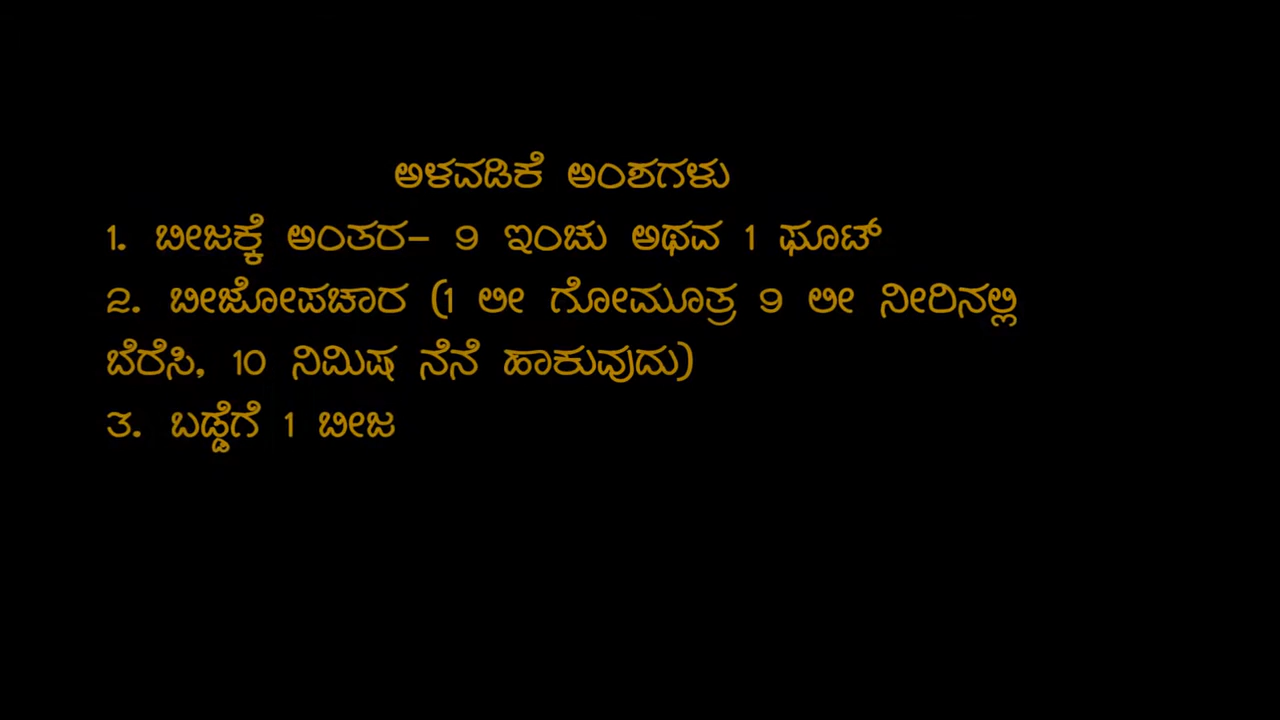 ಅಳವಡಿಕೆ ಅಂಶಗಳು
1. ಬೀಜಕ್ಕೆ ಅಂತರ- 9 ಇಂಚು ಅಥವ 1 ಫೂಟ್
2. ಬೀಜೋಪಚಾರ (1 ಲೀ ಗೋಮೂತ್ರ 9 ಲೀ ನೀರಿನಲ್ಲಿ
ಬೆರೆಸಿ, 10 ನಿಮಿಷ ನೆನೆ ಹಾಕುವುದು)
3. ಬಡ್ಡೆಗೆ 1 ಬೀಜ